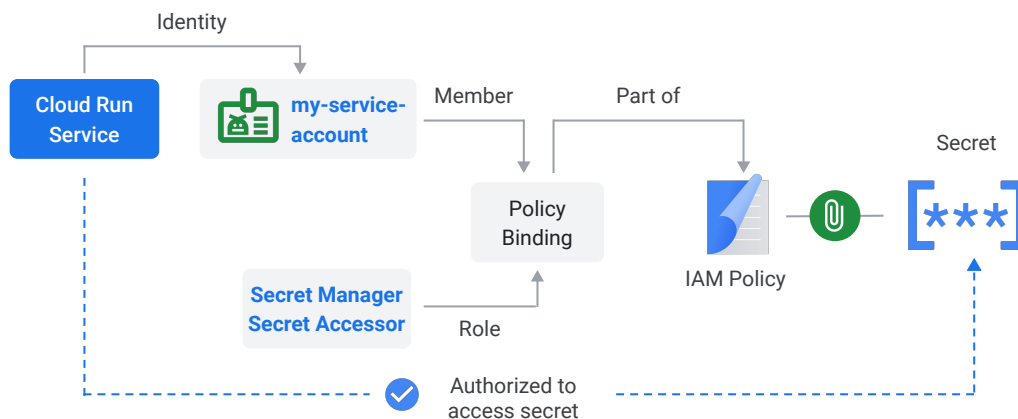 Identity
Cloud Run
Service
my-service-
account
Member
Part of
Secret
[***]
Policy
Binding
IAM Policy
Secret Manager
Secret Accessor
Role
Authorized to
access secret